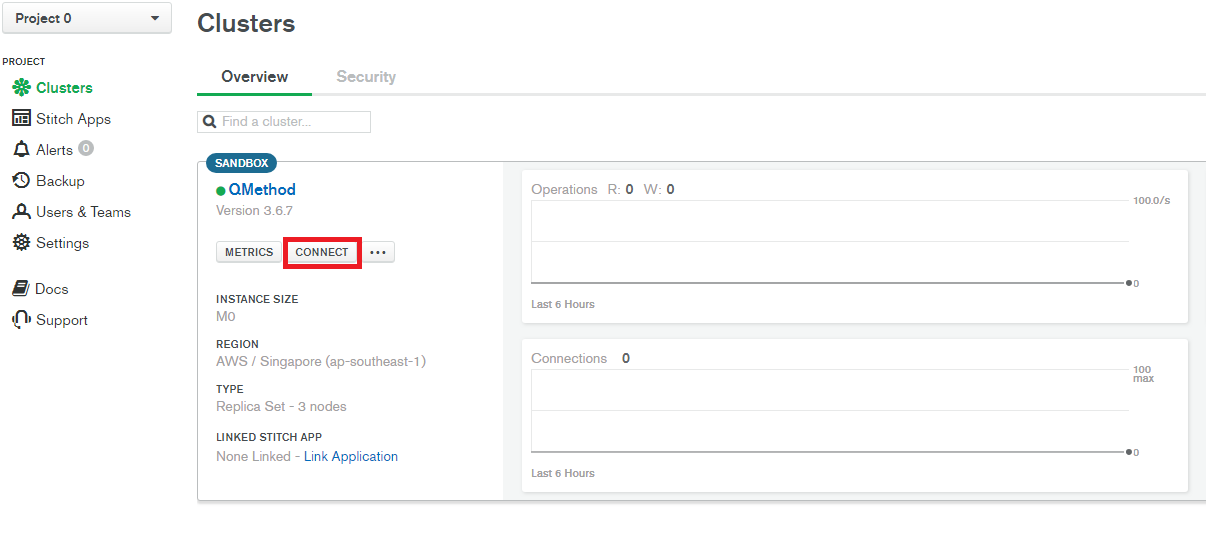 Project 0
PROJECT
Clusters
Stitch Apps
Alerts 0
Backup
Users & Teams
Settings
Docs
Support
Clusters
Overview Security
Find a cluster...
SANDBOX
QMethod
Version 3.6.7
METRICS CONNECT ...
INSTANCE SIZE
M0
REGION
AWS / Singapore (ap-southeast-1)
TYPE
Replica Set - 3 nodes
LINKED STITCH APP
None Linked - Link Application
Operations R: 0 W: 0
100.0/s
0
Last 6 Hours
Connections 0
100
max
0
Last 6 Hours